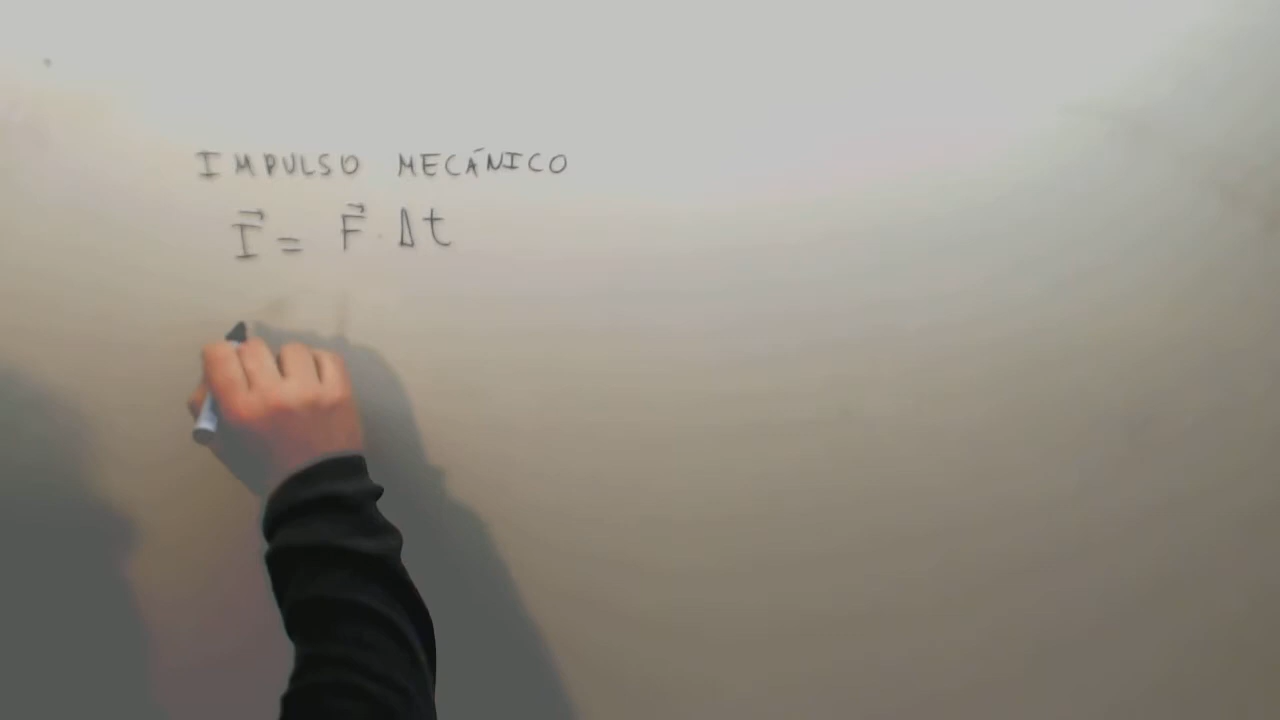 IMPULSO MECÁNICO
I⃗ = F⃗ · Δt